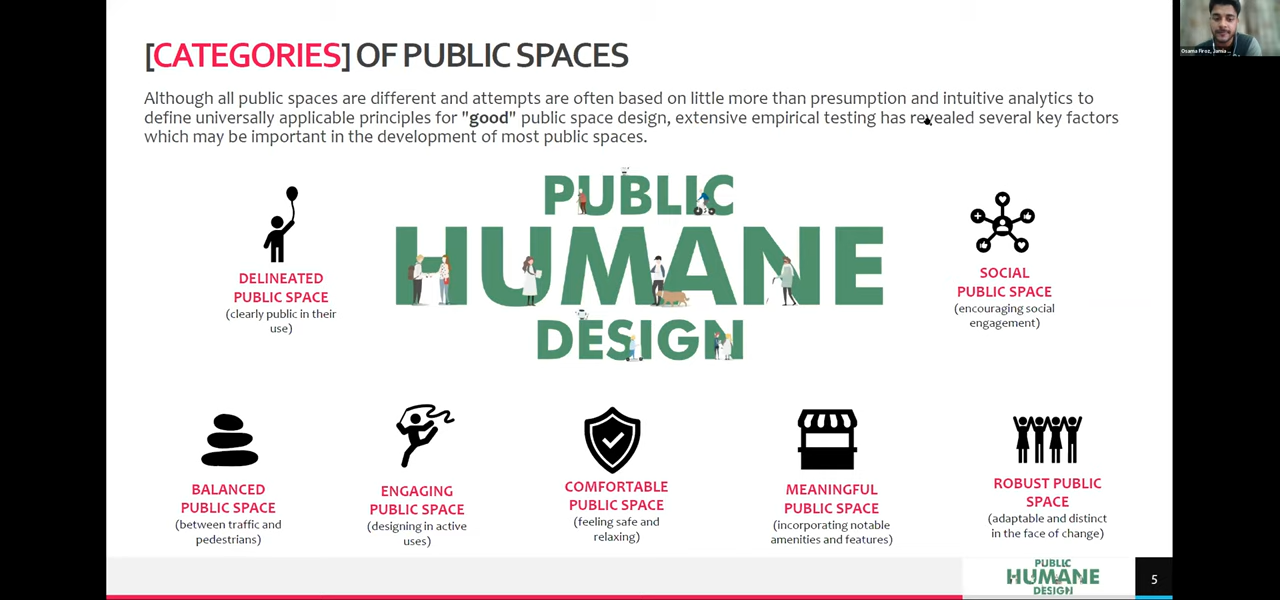 [CATEGORIES] OF PUBLIC SPACES
Although all public spaces are different and attempts are often based on little more than presumption and intuitive analytics to
define universally applicable principles for "good" public space design, extensive empirical testing has revealed several key factors
which may be important in the development of most public spaces.
PUBLIC
HUMANE
DESIGN
DELINEATED
PUBLIC SPACE
(clearly public in their
use)
SOCIAL
PUBLIC SPACE
(encouraging social
engagement)
BALANCED
PUBLIC SPACE
(between traffic and
pedestrians)
ENGAGING
PUBLIC SPACE
(designing in active
uses)
COMFORTABLE
PUBLIC SPACE
(feeling safe and
relaxing)
MEANINGFUL
PUBLIC SPACE
(incorporating notable
amenities and features)
ROBUST PUBLIC
SPACE
(adaptable and distinct
in the face of change)
PUBLIC
HUMANE
DESIGN
5
Osama Firoz, Jamia ...